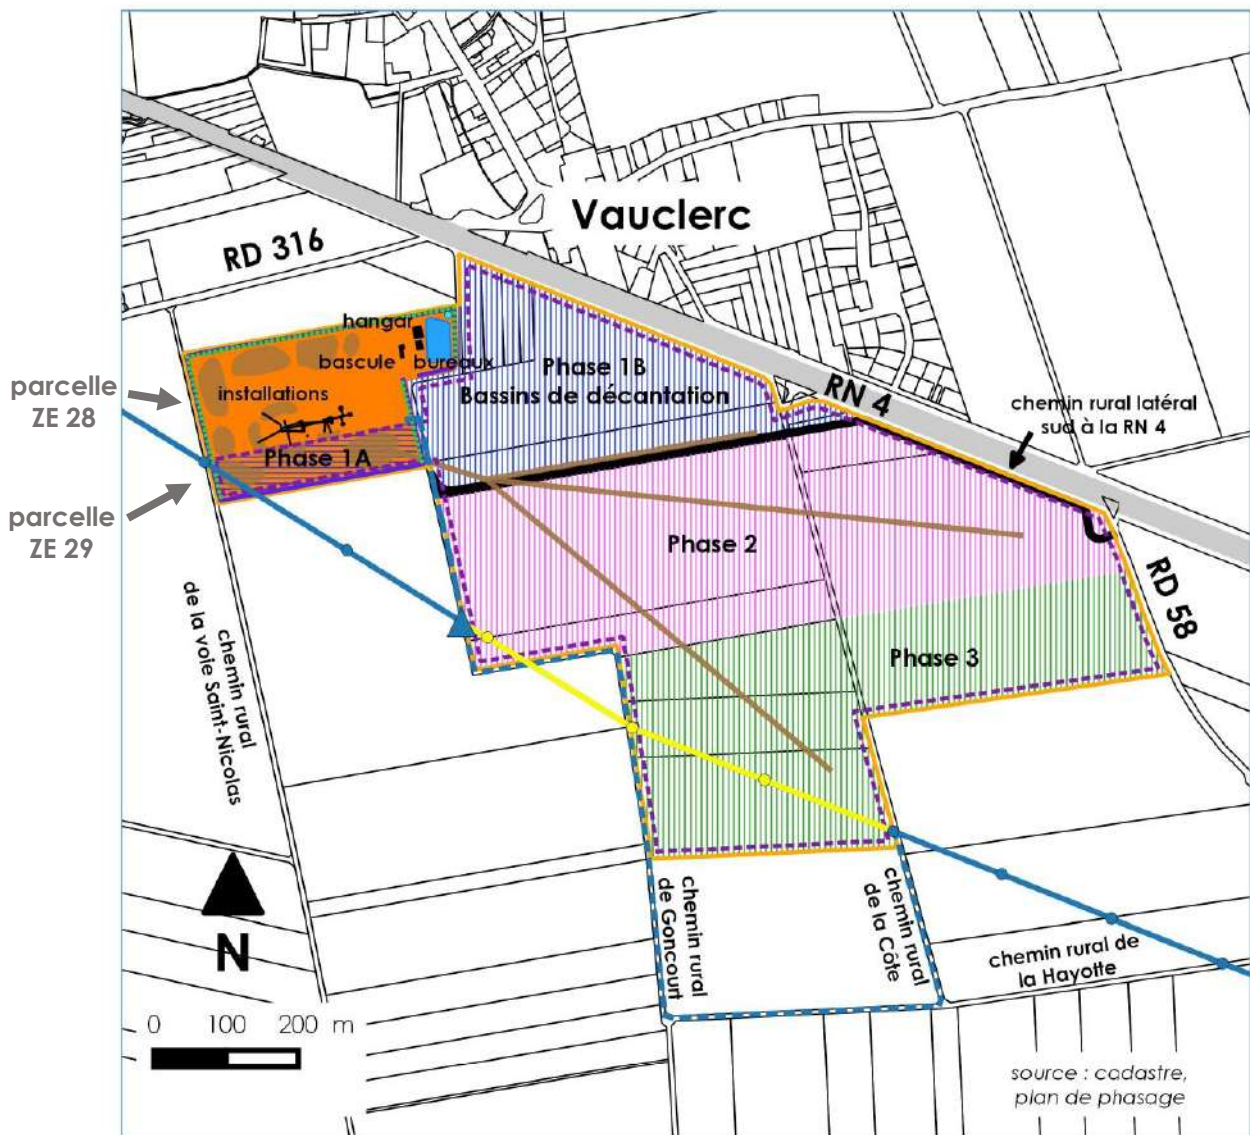 Vauclerc
RD 316
hangar
bascule
bureaux
installations
Phase 1B
Bassins de décantation
RN 4
chemin rural latéral
sud à la RN 4
parcelle
ZE 28
Phase 1A
parcelle
ZE 29
Phase 2
RD 58
Phase 3
chemin rural
de la voie Saint-Nicolas
chemin rural
de Goncourt
chemin rural
de la Côte
chemin rural de
la Hayotte
N
0 100 200 m
source : cadastre,
plan de phasage